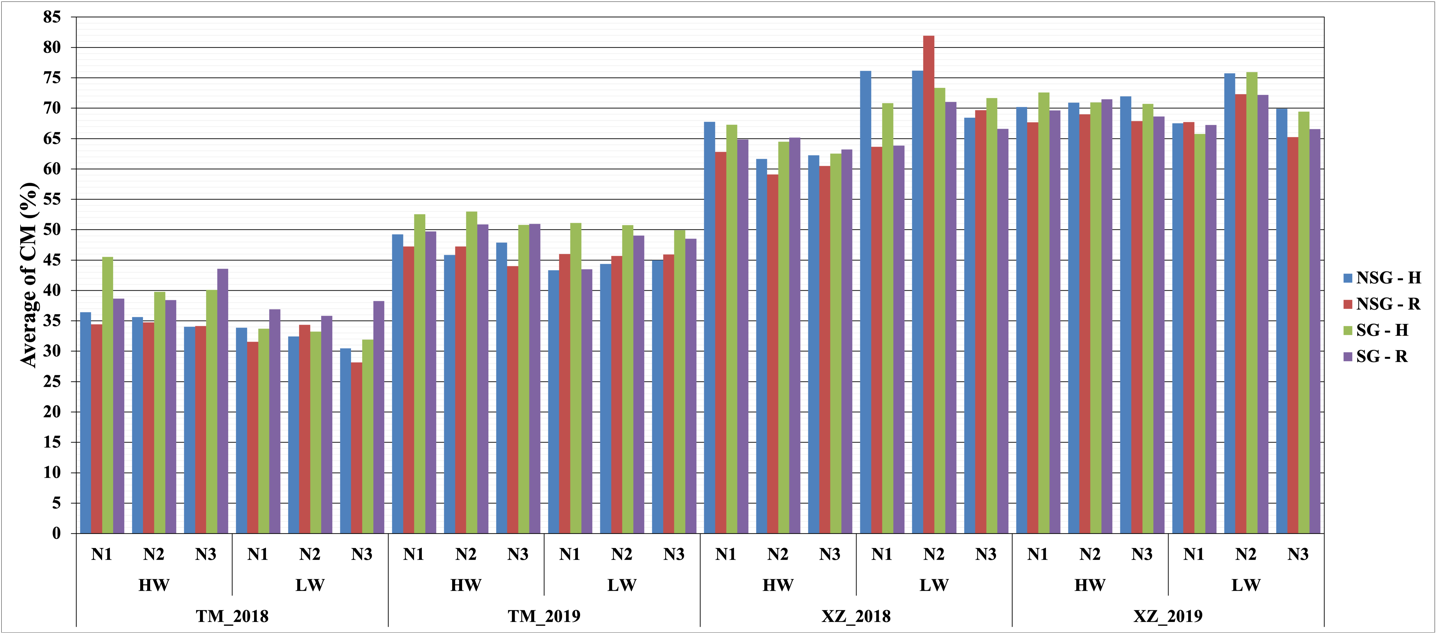 Average of CM (%)
85
80
75
70
65
60
55
50
45
40
35
30
25
20
15
10
5
0
N1 N2 N3 N1 N2 N3 N1 N2 N3 N1 N2 N3 N1 N2 N3 N1 N2 N3 N1 N2 N3 N1 N2 N3
HW LW HW LW HW LW HW LW
TM_2018 TM_2019 XZ_2018 XZ_2019
NSG - H
NSG - R
SG - H
SG - R